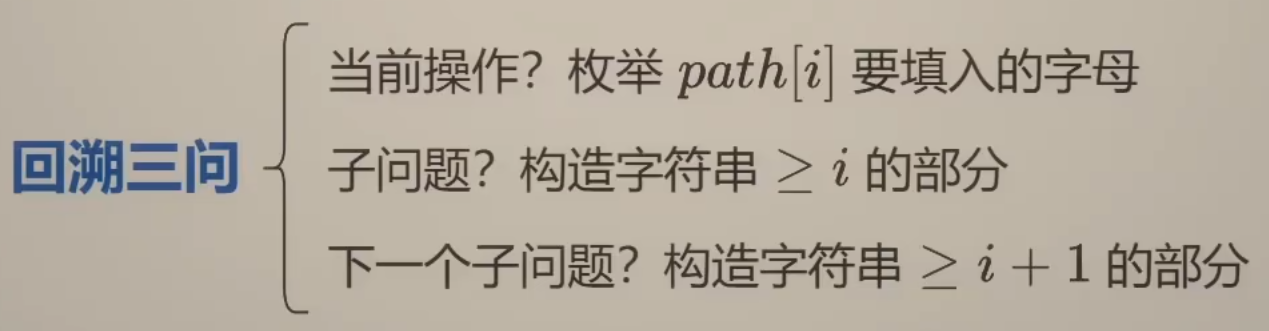 回溯三问
当前操作？枚举 path[i] 要填入的字母
子问题？构造字符串 ≥ i 的部分
下一个子问题？构造字符串 ≥ i + 1 的部分